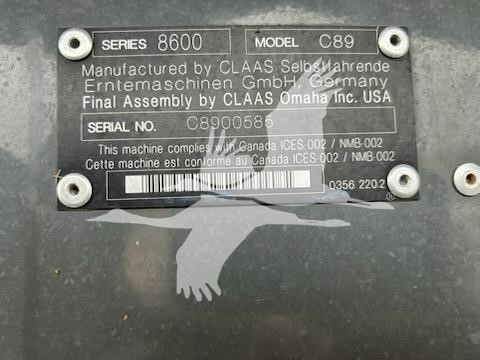 SERIES 8600 MODEL C89
Manufactured by CLAAS Selbstfahrende
Erntemaschinen GmbH, Germany
Final Assembly by CLAAS Omaha Inc. USA
SERIAL NO. C8900585
This machine complies with Canada ICES-002 / NMB-002
Cette machine est conforme au Canada ICES-002 / NMB-002
0356 220.2
®